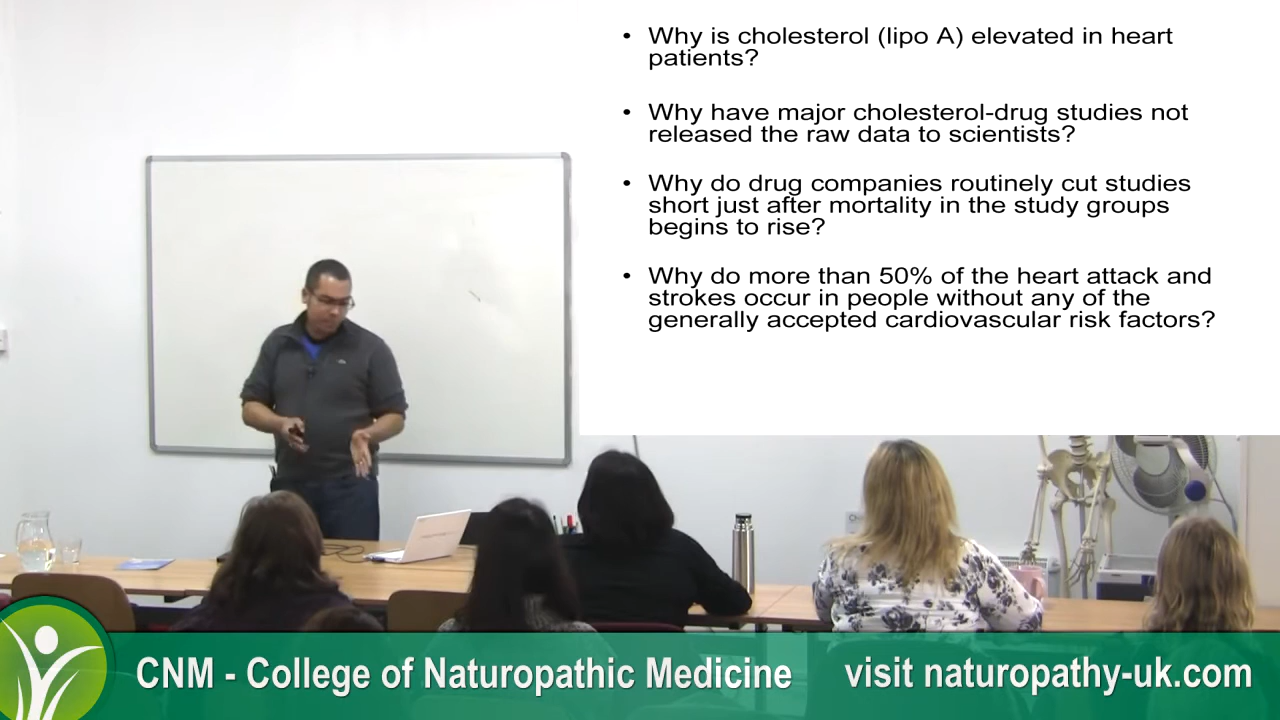 • Why is cholesterol (lipo A) elevated in heart
patients?
• Why have major cholesterol-drug studies not
released the raw data to scientists?
• Why do drug companies routinely cut studies
short just after mortality in the study groups
begins to rise?
• Why do more than 50% of the heart attack and
strokes occur in people without any of the
generally accepted cardiovascular risk factors?
CNM - College of Naturopathic Medicine
visit naturopathy-uk.com